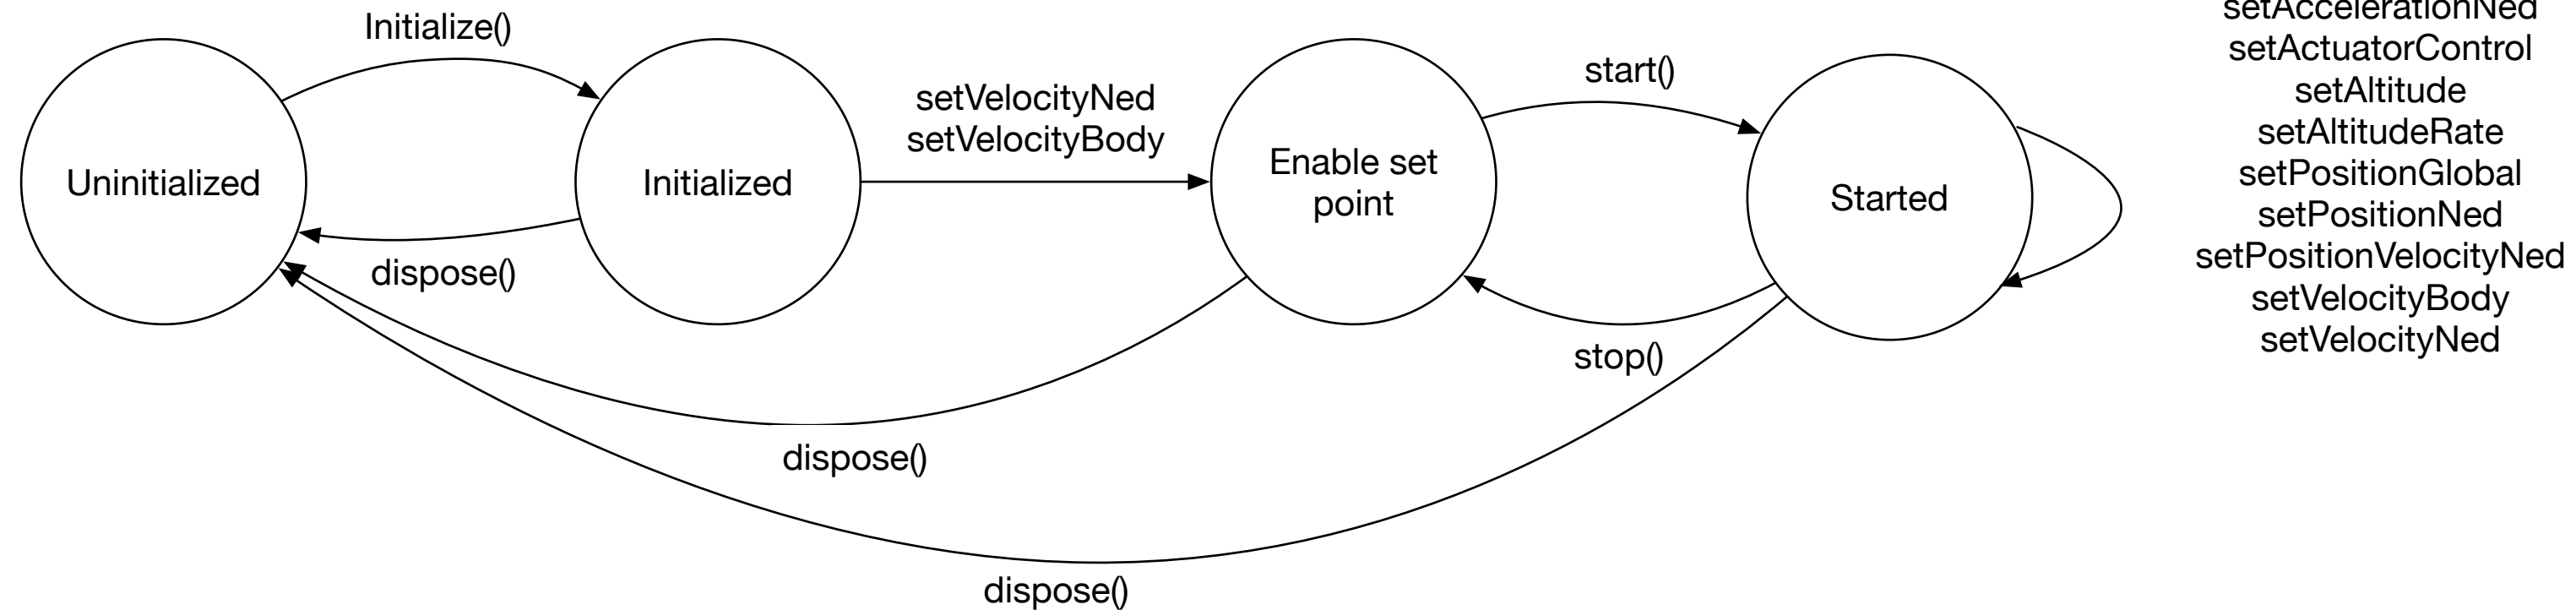 Initialize()
Uninitialized
Initialized
dispose()
setVelocityNed
setVelocityBody
Enable set
point
start()
Started
stop()
dispose()
dispose()
setAccelerationNed
setActuatorControl
setAltitude
setAltitudeRate
setPositionGlobal
setPositionNed
setPositionVelocityNed
setVelocityBody
setVelocityNed